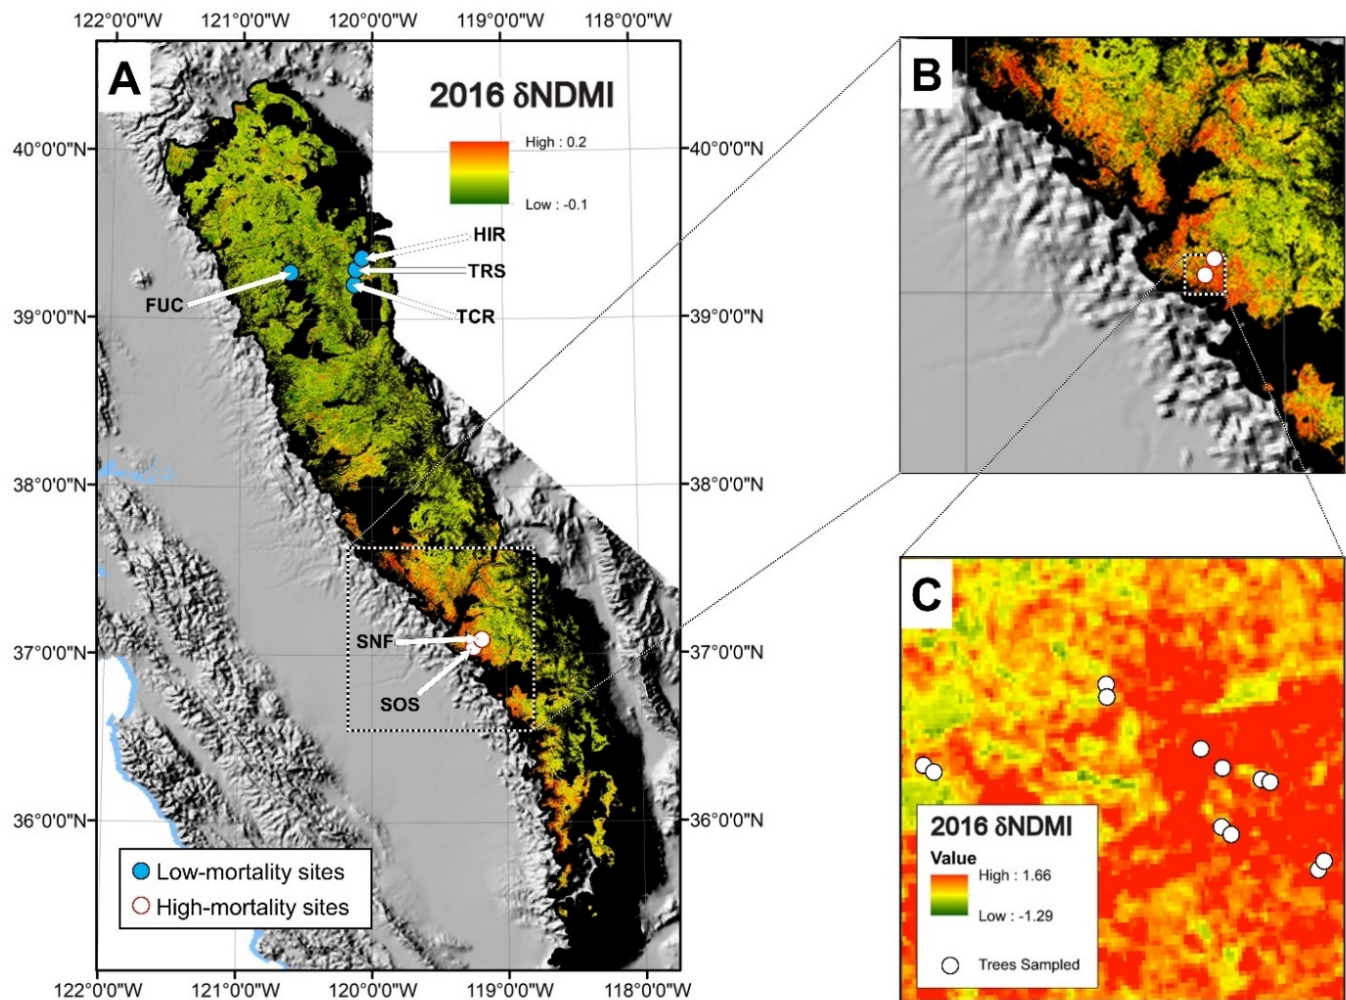 122°0'0"W 121°0'0"W 120°0'0"W 119°0'0"W 118°0'0"W
A
2016 δNDMI
High : 0.2
Low : -0.1
40°0'0"N 40°0'0"N
HIR
TRS
FUC
TCR
39°0'0"N 39°0'0"N
38°0'0"N 38°0'0"N
SNF
37°0'0"N 37°0'0"N
SOS
36°0'0"N 36°0'0"N
Low-mortality sites
High-mortality sites
122°0'0"W 121°0'0"W 120°0'0"W 119°0'0"W 118°0'0"W
B
C
2016 δNDMI
Value
High : 1.66
Low : -1.29
Trees Sampled